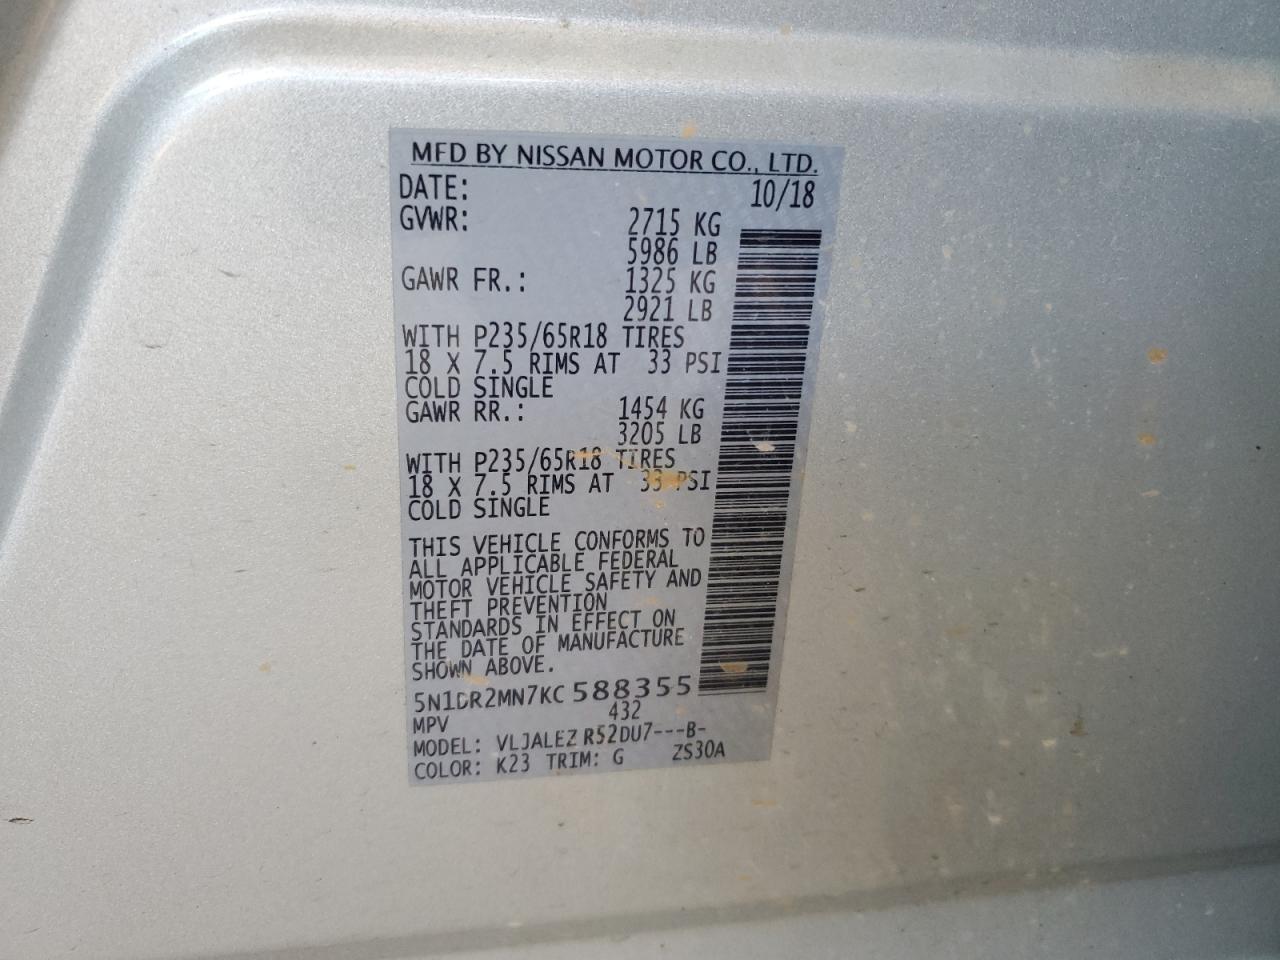 MFD BY NISSAN MOTOR CO., LTD.
DATE: 10/18
GVWR: 2715 KG
5986 LB
GAWR FR.: 1325 KG
2921 LB
WITH P235/65R18 TIRES
18 X 7.5 RIMS AT 33 PSI
COLD SINGLE
GAWR RR.: 1454 KG
3205 LB
WITH P235/65R18 TIRES
18 X 7.5 RIMS AT 33 PSI
COLD SINGLE
THIS VEHICLE CONFORMS TO
ALL APPLICABLE FEDERAL
MOTOR VEHICLE SAFETY AND
THEFT PREVENTION
STANDARDS IN EFFECT ON
THE DATE OF MANUFACTURE
SHOWN ABOVE.
5N1DR2MN7KC 588355
MPV 432
MODEL: VLJALEZ R52DU7---B-
COLOR: K23 TRIM: G ZS30A